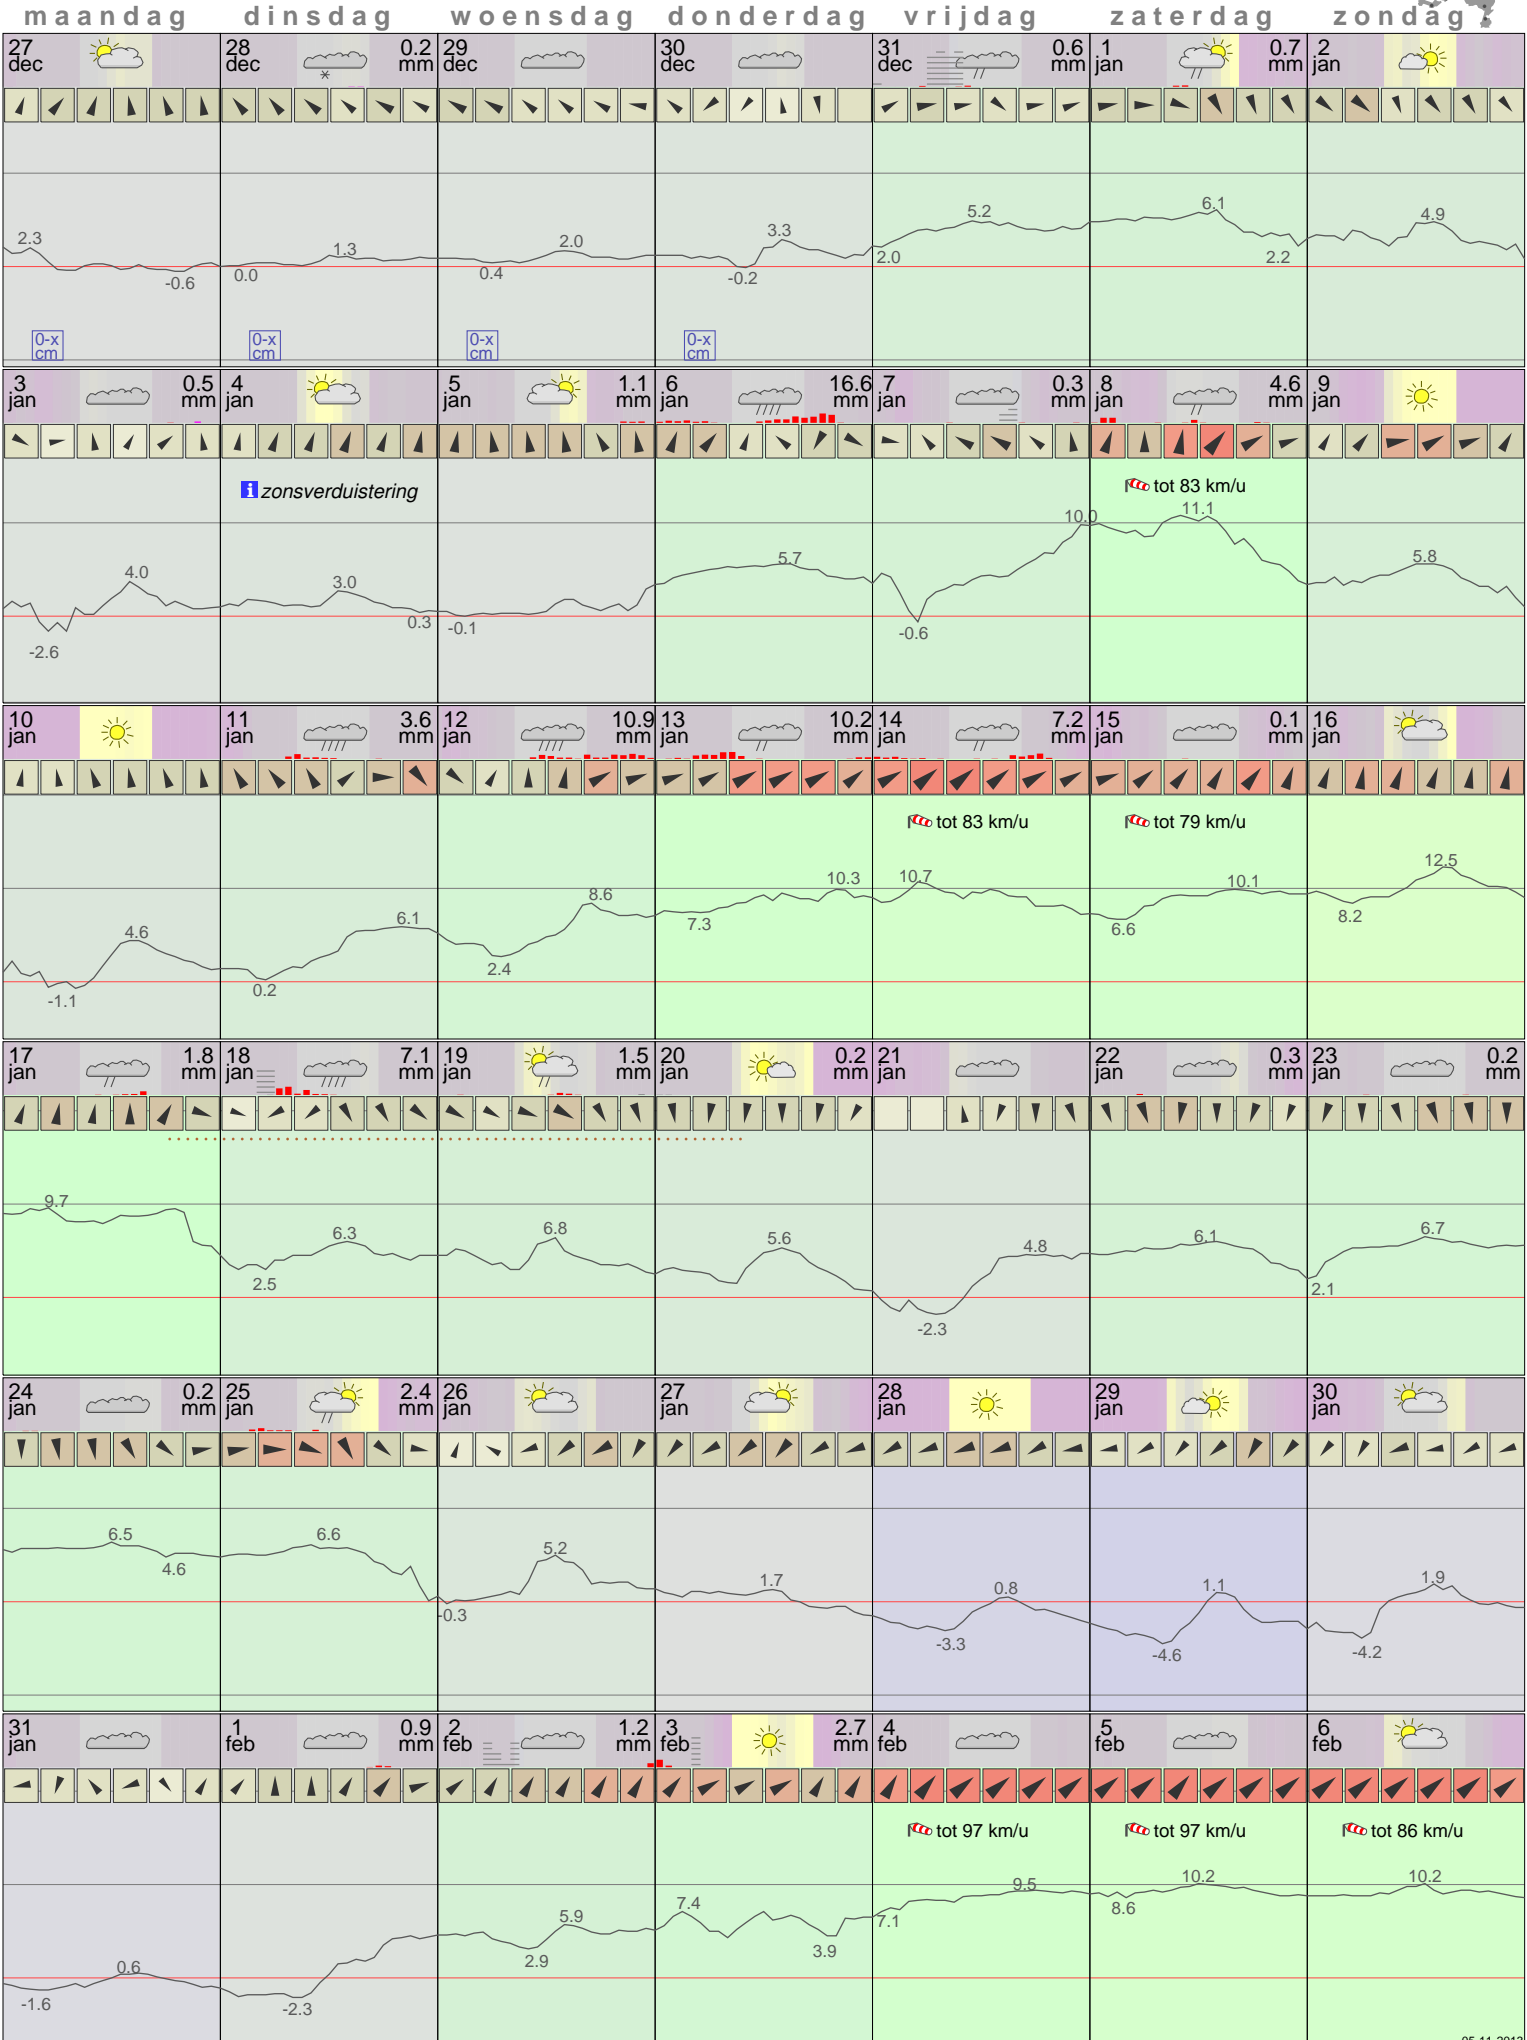 maandag dinsdag woensdag donderdag vrijdag zaterdag zondag
27 28 0.2 29 30 31 0.6 1 0.7 2
dec dec mm dec dec dec mm jan mm jan
2.3 1.3 2.0 3.3 5.2 6.1 4.9
-0.6 0.0 0.4 -0.2 2.0 2.2
0-x 0-x 0-x 0-x
cm cm cm cm
3 0.5 4 5 1.1 6 16.6 7 0.3 8 4.6 9
jan mm jan jan mm jan mm jan mm jan mm jan
i zonsverduistering tot 83 km/u
4.0 3.0 5.7 10.0 11.1 5.8
-2.6 0.3 -0.1 -0.6
10 11 3.6 12 10.9 13 10.2 14 7.2 15 0.1 16
jan jan mm jan mm jan mm jan mm jan mm jan
tot 83 km/u tot 79 km/u
4.6 6.1 8.6 10.3 10.7 10.1 12.5
-1.1 0.2 2.4 7.3 6.6 8.2
17 1.8 18 7.1 19 1.5 20 0.2 21 22 0.3 23 0.2
jan mm jan mm jan mm jan mm jan jan mm jan mm
9.7 6.3 6.8 5.6 4.8 6.1 6.7
2.5 -2.3 2.1
24 0.2 25 2.4 26 27 28 29 30
jan mm jan mm jan jan jan jan jan
6.5 6.6 5.2 1.7 0.8 1.1 1.9
4.6 -0.3 -3.3 -4.6 -4.2
31 1 0.9 2 1.2 3 2.7 4 5 6
jan feb mm feb mm feb mm feb feb feb
tot 97 km/u tot 97 km/u tot 86 km/u
0.6 5.9 7.4 9.5 10.2 10.2
-1.6 -2.3 2.9 3.9 7.1 8.6